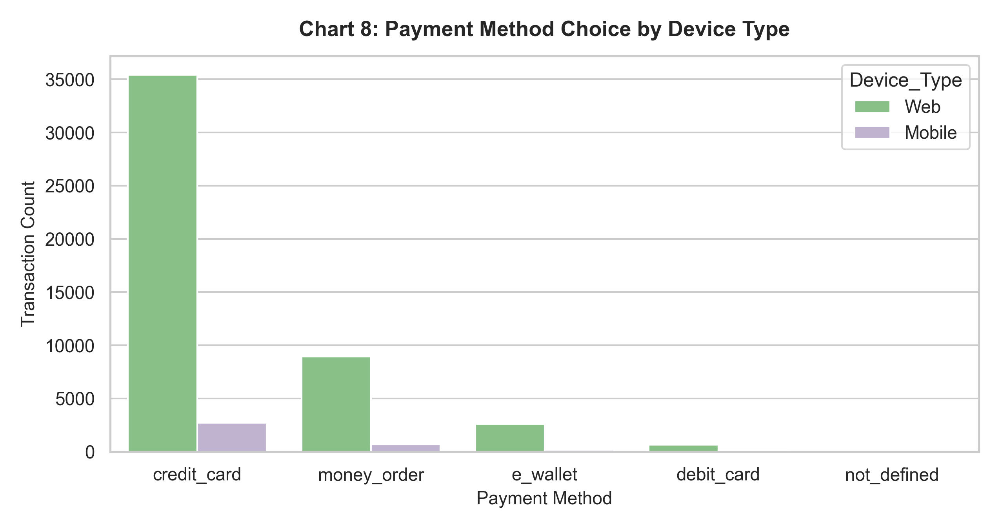 Chart 8: Payment Method Choice by Device Type
Device_Type
Web
Mobile
Transaction Count
35000
30000
25000
20000
15000
10000
5000
0
credit_card
money_order
e_wallet
debit_card
not_defined
Payment Method